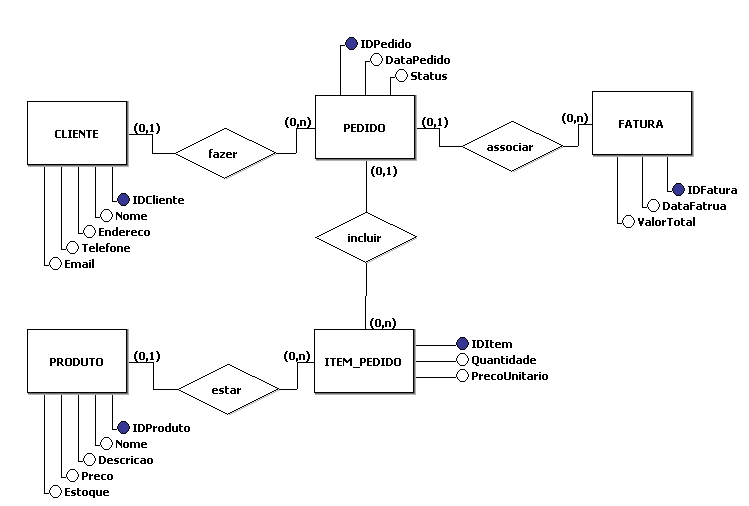 IDPedido
DataPedido
Status
CLIENTE
(0,1)
fazer
(0,n)
PEDIDO
(0,1)
associar
(0,n)
FATURA
(0,1)
IDCliente
Nome
Endereco
Telefone
Email
IDFatura
DataFatrua
ValorTotal
incluir
(0,n)
PRODUTO
(0,1)
estar
(0,n)
ITEM_PEDIDO
IDItem
Quantidade
PrecoUnitario
IDProduto
Nome
Descricao
Preco
Estoque